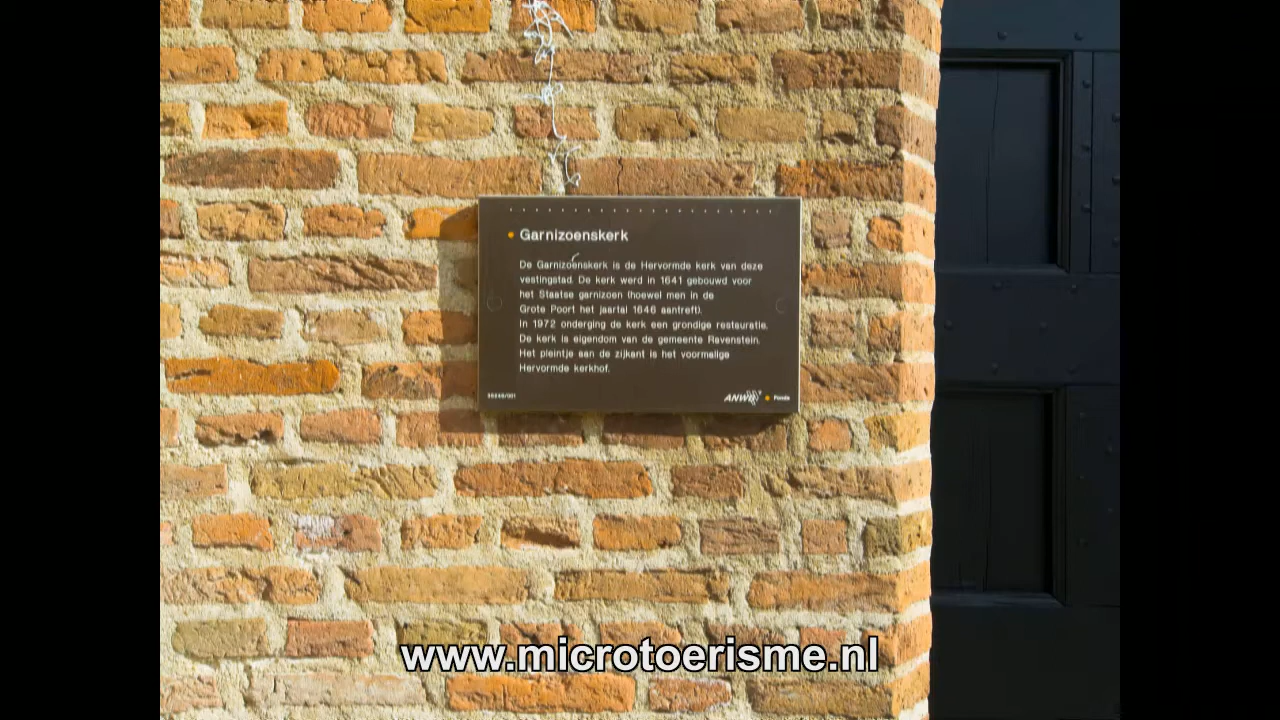 Garnizoenskerk
De Garnizoenskerk is de Hervormde kerk van deze
vestingstad. De kerk werd in 1641 gebouwd voor
het Staatse garnizoen (hoewel men in de
Grote Poort het jaartal 1646 aantreft).
In 1972 onderging de kerk een grondige restauratie.
De kerk is eigendom van de gemeente Ravenstein.
Het pleintje aan de zijkant is het voormalige
Hervormde kerkhof.
ANWB
www.microtoerisme.nl